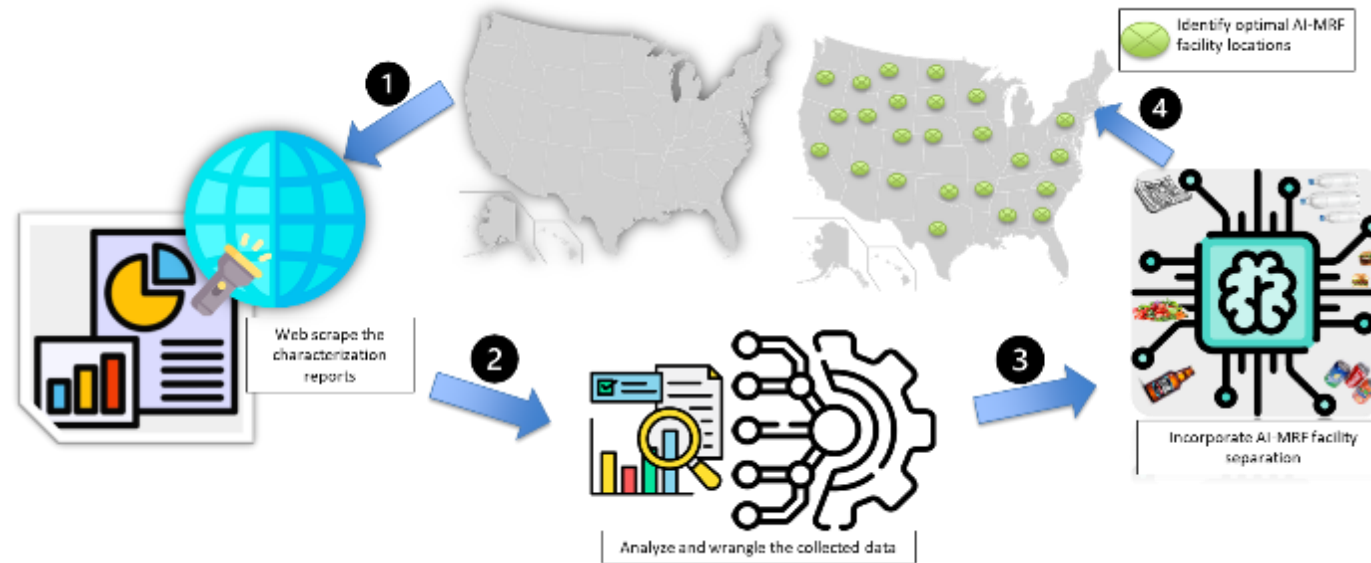 1
Web scrape the
characterization
reports
2
Analyze and wrangle the collected data
3
Incorporate AI-MRF facility
separation
4
Identify optimal AI-MRF
facility locations